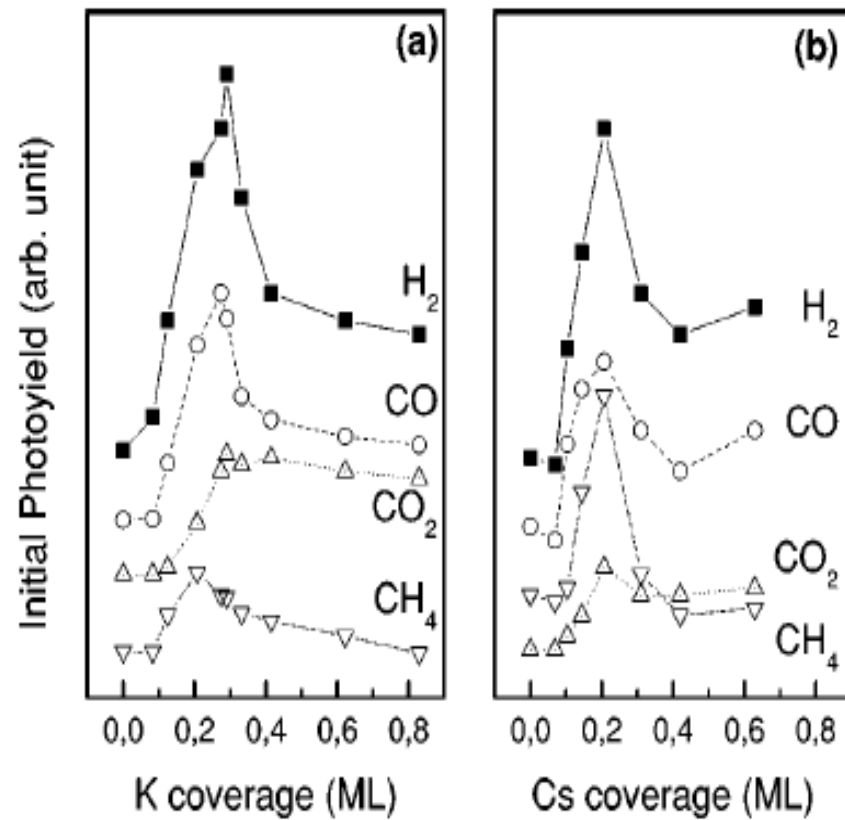 (a)
(b)
Initial Photoyield (arb. unit)
H2
CO
CO2
CH4
H2
CO
CO2
CH4
0,0 0,2 0,4 0,6 0,8
0,0 0,2 0,4 0,6 0,8
K coverage (ML)
Cs coverage (ML)